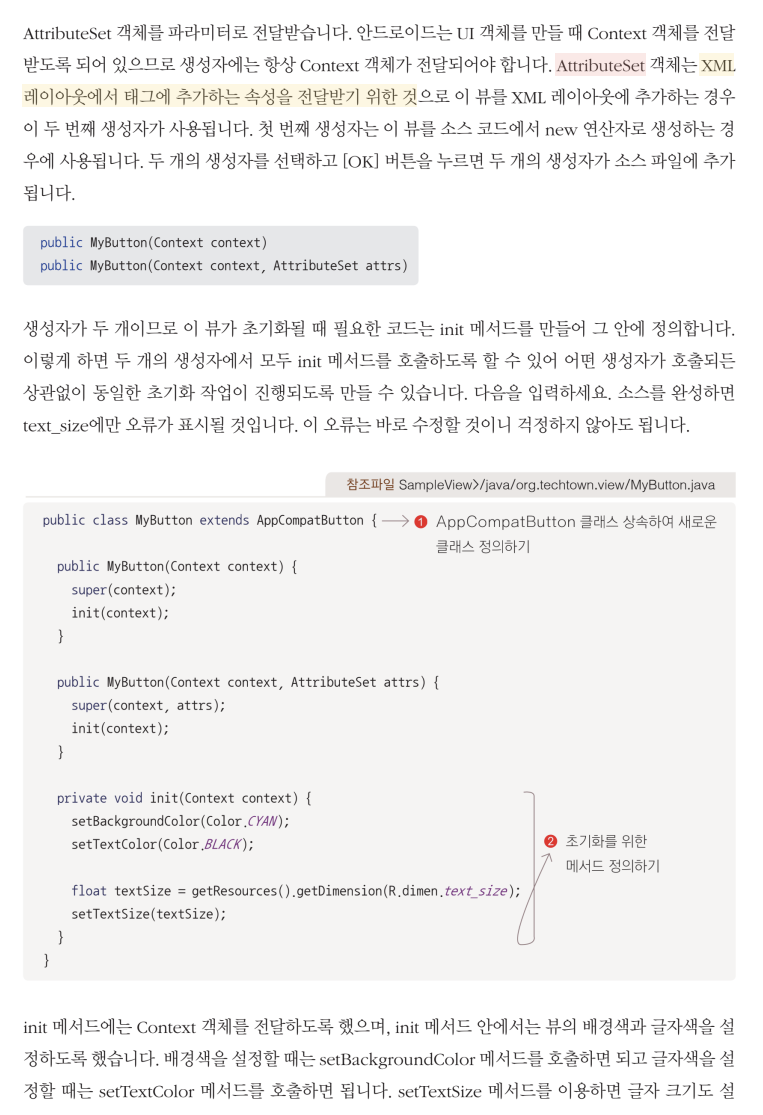 AttributeSet 객체를 파라미터로 전달받습니다. 안드로이드는 UI 객체를 만들 때 Context 객체를 전달
받도록 되어 있으므로 생성자에는 항상 Context 객체가 전달되어야 합니다. AttributeSet 객체는 XML
레이아웃에서 태그에 추가하는 속성을 전달받기 위한 것으로 이 뷰를 XML 레이아웃에 추가하는 경우
이 두 번째 생성자가 사용됩니다. 첫 번째 생성자는 이 뷰를 소스 코드에서 new 연산자로 생성하는 경
우에 사용됩니다. 두 개의 생성자를 선택하고 [OK] 버튼을 누르면 두 개의 생성자가 소스 파일에 추가
됩니다.
public MyButton(Context context)
public MyButton(Context context, AttributeSet attrs)
생성자가 두 개이므로 이 뷰가 초기화될 때 필요한 코드는 init 메서드를 만들어 그 안에 정의합니다.
이렇게 하면 두 개의 생성자에서 모두 init 메서드를 호출하도록 할 수 있어 어떤 생성자가 호출되든
상관없이 동일한 초기화 작업이 진행되도록 만들 수 있습니다. 다음을 입력하세요. 소스를 완성하면
text_size에만 오류가 표시될 것입니다. 이 오류는 바로 수정할 것이니 걱정하지 않아도 됩니다.
참조파일 SampleView>/java/org.techtown.view/MyButton.java
public class MyButton extends AppCompatButton { → ❶ AppCompatButton 클래스 상속하여 새로운
클래스 정의하기
public MyButton(Context context) {
super(context);
init(context);
}
public MyButton(Context context, AttributeSet attrs) {
super(context, attrs);
init(context);
}
private void init(Context context) {
setBackgroundColor(Color.CYAN);
setTextColor(Color.BLACK);
❷ 초기화를 위한
메서드 정의하기
float textSize = getResources().getDimension(R.dimen.text_size);
setTextSize(textSize);
}
}
init 메서드에는 Context 객체를 전달하도록 했으며, init 메서드 안에서는 뷰의 배경색과 글자색을 설
정하도록 했습니다. 배경색을 설정할 때는 setBackgroundColor 메서드를 호출하면 되고 글자색을 설
정할 때는 setTextColor 메서드를 호출하면 됩니다. setTextSize 메서드를 이용하면 글자 크기도 설